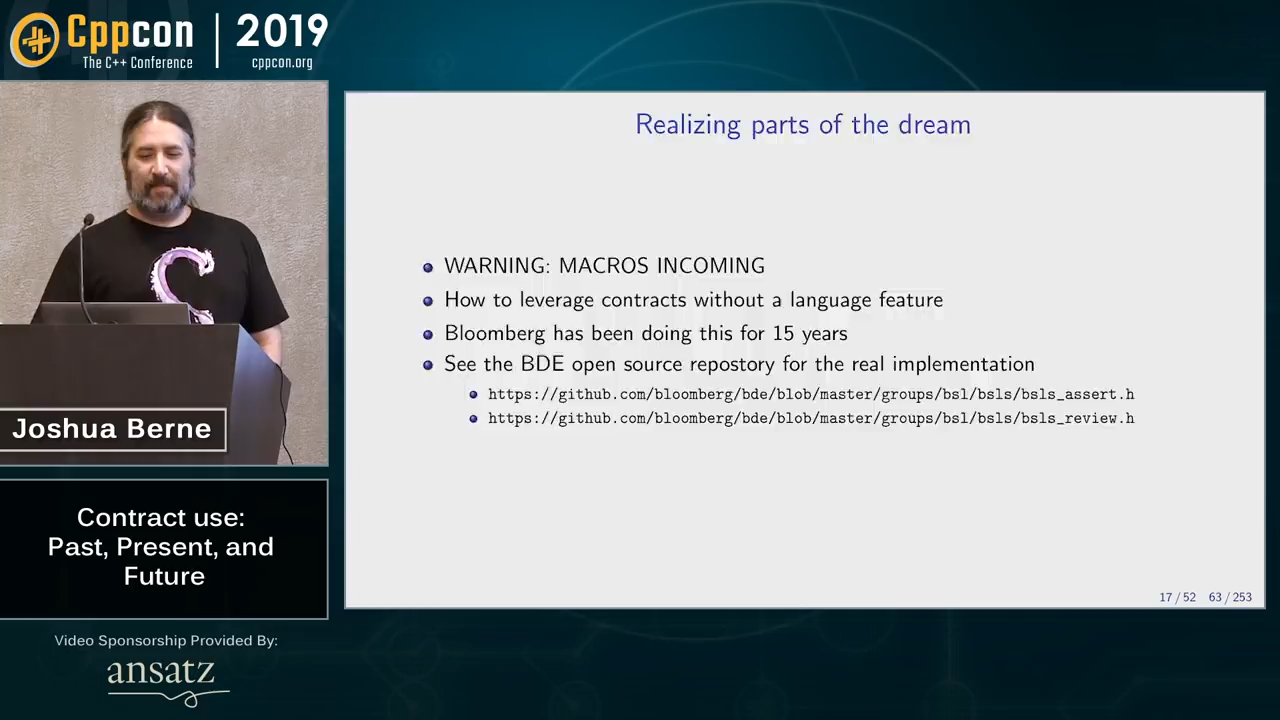 Cppcon
The C++ Conference
2019
cppcon.org
Joshua Berne
Contract use:
Past, Present, and
Future
Video Sponsorship Provided By:
ansatz
Realizing parts of the dream
WARNING: MACROS INCOMING
How to leverage contracts without a language feature
Bloomberg has been doing this for 15 years
See the BDE open source repostory for the real implementation
https://github.com/bloomberg/bde/blob/master/groups/bsl/bsls/bsls_assert.h
https://github.com/bloomberg/bde/blob/master/groups/bsl/bsls/bsls_review.h
17 / 52 63 / 253